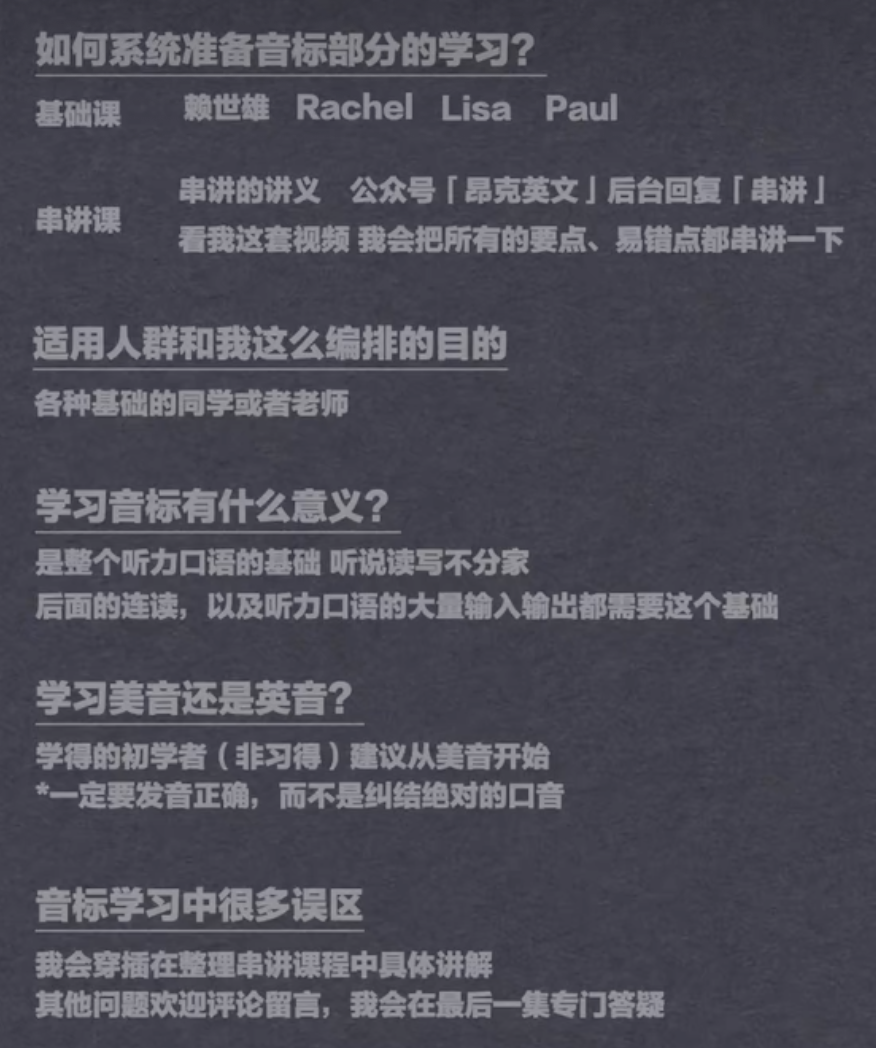 如何系统准备音标部分的学习？
基础课 赖世雄 Rachel Lisa Paul
串讲的讲义 公众号「昂克英文」后台回复「串讲」
串讲课
看我这套视频 我会把所有的要点、易错点都串讲一下
适用人群和我这么编排的目的
各种基础的同学或者老师
学习音标有什么意义？
是整个听力口语的基础 听说读写不分家
后面的连读，以及听力口语的大量输入输出都需要这个基础
学习美音还是英音？
学得的初学者（非习得）建议从美音开始
*一定要发音正确，而不是纠结绝对的口音
音标学习中很多误区
我会穿插在整理串讲课程中具体讲解
其他问题欢迎评论留言，我会在最后一集专门答疑